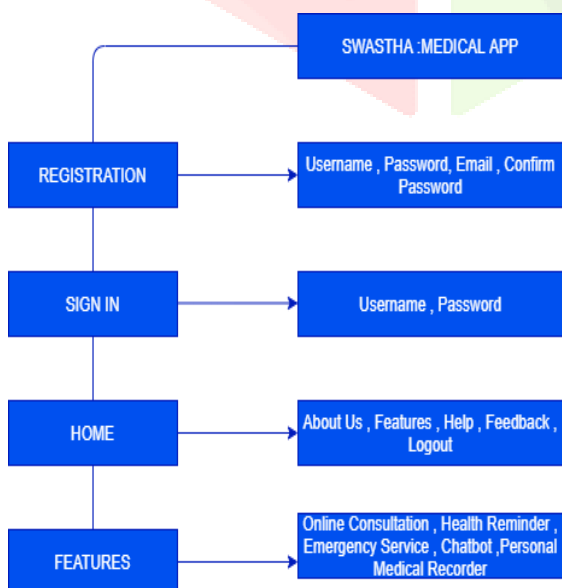 SWASTHA :MEDICAL APP
REGISTRATION
Username , Password, Email , Confirm
Password
SIGN IN
Username , Password
HOME
About Us , Features , Help , Feedback ,
Logout
FEATURES
Online Consultation , Health Reminder ,
Emergency Service , Chatbot ,Personal
Medical Recorder